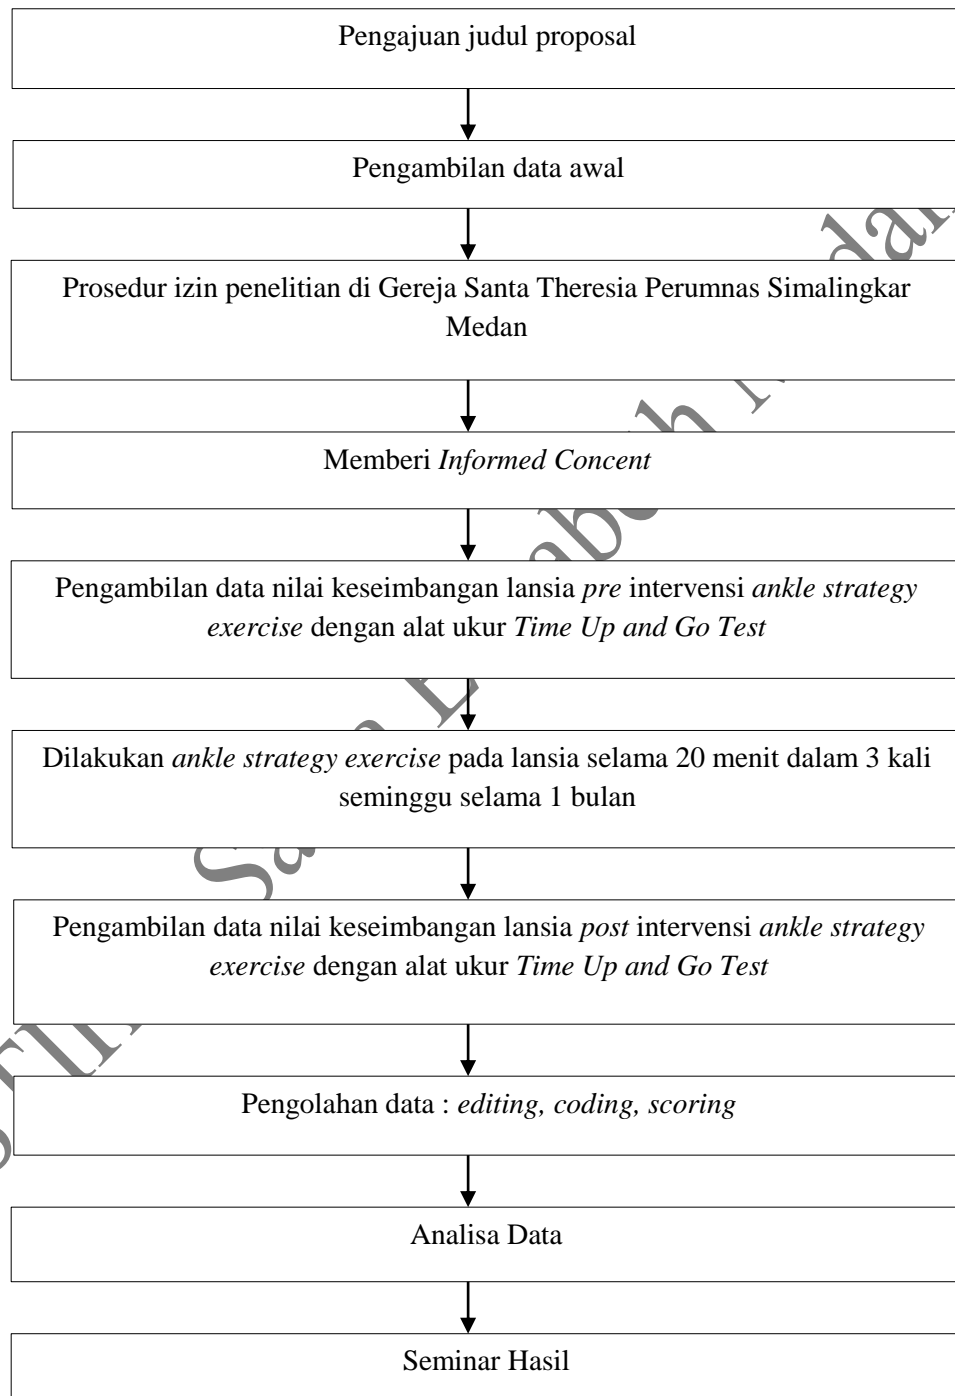 Pengajuan judul proposal
Pengambilan data awal
Prosedur izin penelitian di Gereja Santa Theresia Perumnas Simalingkar
Medan
Memberi Informed Concent
Pengambilan data nilai keseimbangan lansia pre intervensi ankle strategy
exercise dengan alat ukur Time Up and Go Test
Dilakukan ankle strategy exercise pada lansia selama 20 menit dalam 3 kali
seminggu selama 1 bulan
Pengambilan data nilai keseimbangan lansia post intervensi ankle strategy
exercise dengan alat ukur Time Up and Go Test
Pengolahan data : editing, coding, scoring
Analisa Data
Seminar Hasil